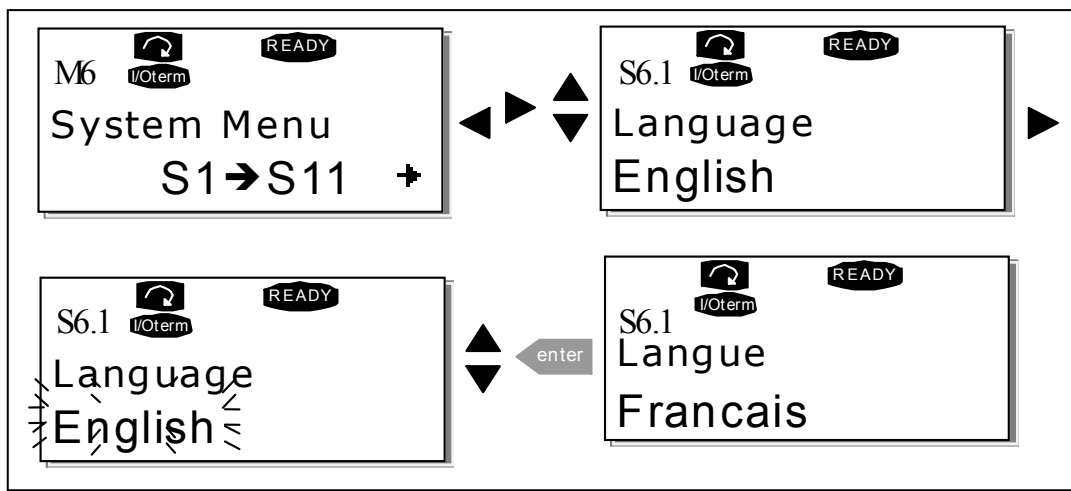 READY
M6 I/Oterm
System Menu
S1➔S11
READY
S6.1 I/Oterm
Language
English
READY
S6.1 I/Oterm
Language
English
enter
READY
I/Oterm
S6.1
Langue
Francais